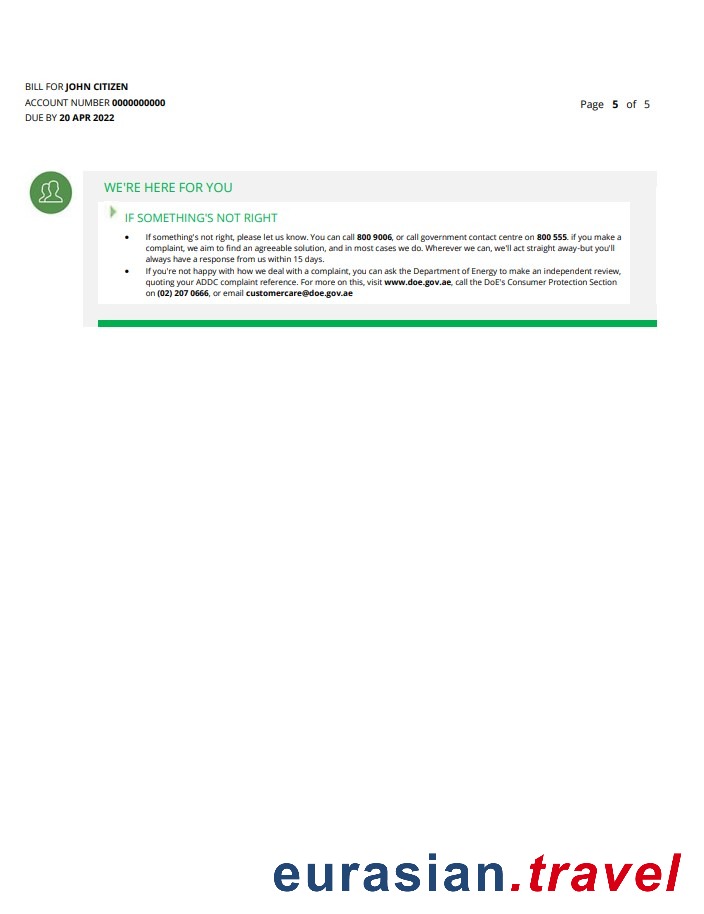 BILL FOR JOHN CITIZEN
ACCOUNT NUMBER 0000000000
DUE BY 20 APR 2022
Page 5 of 5
WE'RE HERE FOR YOU
IF SOMETHING'S NOT RIGHT
• If something's not right, please let us know. You can call 800 9006, or call government contact centre on 800 555. if you make a
complaint, we aim to find an agreeable solution, and in most cases we do. Wherever we can, we'll act straight away-but you'll
always have a response from us within 15 days.
• If you're not happy with how we deal with a complaint, you can ask the Department of Energy to make an independent review,
quoting your ADDC complaint reference. For more on this, visit www.doe.gov.ae, call the DoE's Consumer Protection Section
on (02) 207 0666, or email customercare@doe.gov.ae
eurasian.travel